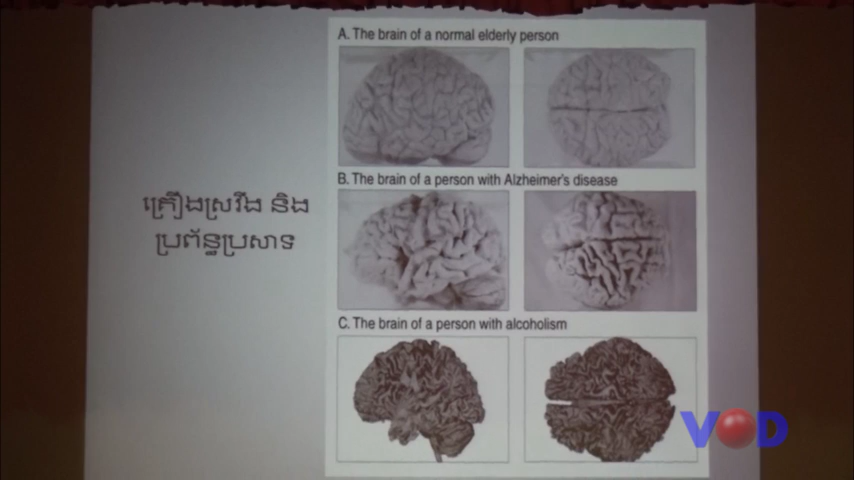 A. The brain of a normal elderly person
B. The brain of a person with Alzheimer's disease
គ្រឿងស្រវឹង និង
ប្រព័ន្ធប្រសាទ
C. The brain of a person with alcoholism
VOD